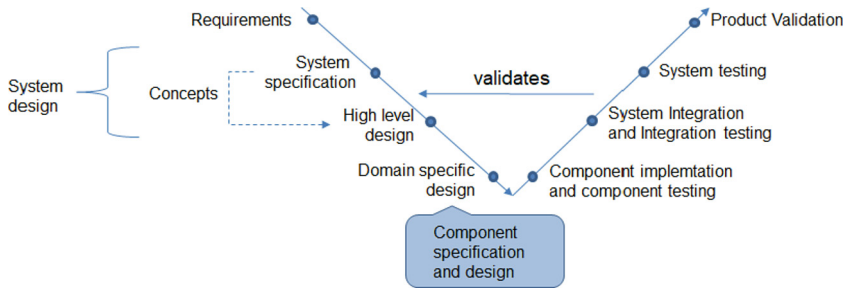 Requirements
Product Validation
System
specification
System testing
validates
System
design
Concepts
High level
design
System Integration
and Integration testing
Domain specific
design
Component implemtation
and component testing
Component
specification
and design